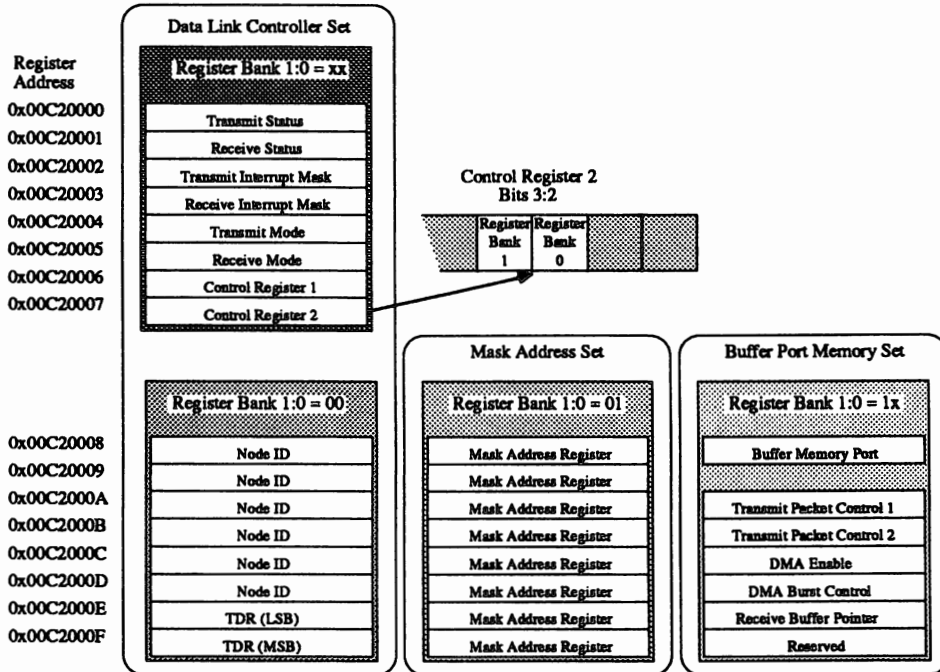 Data Link Controller Set
Register
Address
Register Bank 1:0 = xx
0x00C20000
Transmit Status
0x00C20001
Receive Status
0x00C20002
Transmit Interrupt Mask
0x00C20003
Receive Interrupt Mask
0x00C20004
Transmit Mode
0x00C20005
Receive Mode
0x00C20006
Control Register 1
0x00C20007
Control Register 2
Control Register 2
Bits 3:2
Register
Bank
1
Register
Bank
0
Register Bank 1:0 = 00
Mask Address Set
Register Bank 1:0 = 01
Buffer Port Memory Set
Register Bank 1:0 = 1x
0x00C20008
Node ID
Mask Address Register
Buffer Memory Port
0x00C20009
Node ID
Mask Address Register
0x00C2000A
Node ID
Mask Address Register
Transmit Packet Control 1
0x00C2000B
Node ID
Mask Address Register
Transmit Packet Control 2
0x00C2000C
Node ID
Mask Address Register
DMA Enable
0x00C2000D
Node ID
Mask Address Register
DMA Burst Control
0x00C2000E
TDR (LSB)
Mask Address Register
Receive Buffer Pointer
0x00C2000F
TDR (MSB)
Mask Address Register
Reserved